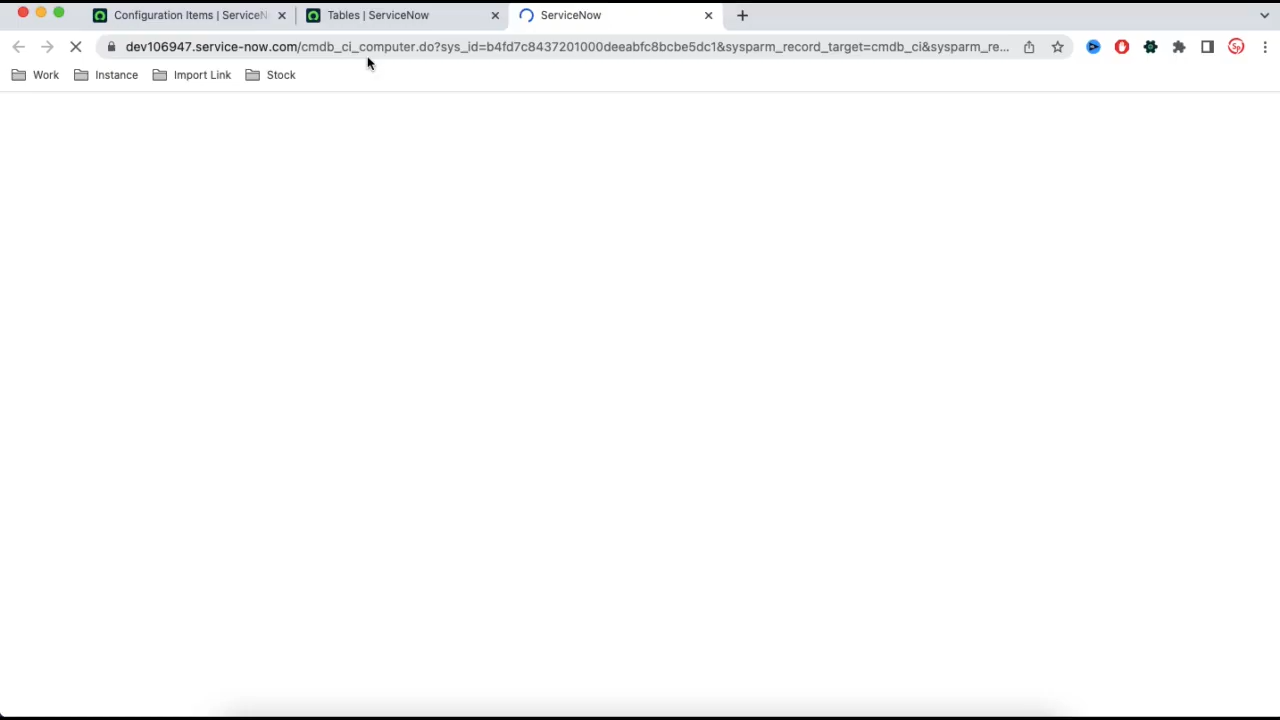 Configuration Items | ServiceN
Tables | ServiceNow
ServiceNow
dev106947.service-now.com/cmdb_ci_computer.do?sys_id=b4fd7c8437201000deeabfc8bcbe5dc1&sysparm_record_target=cmdb_ci&sysparm_re...
Work
Instance
Import Link
Stock